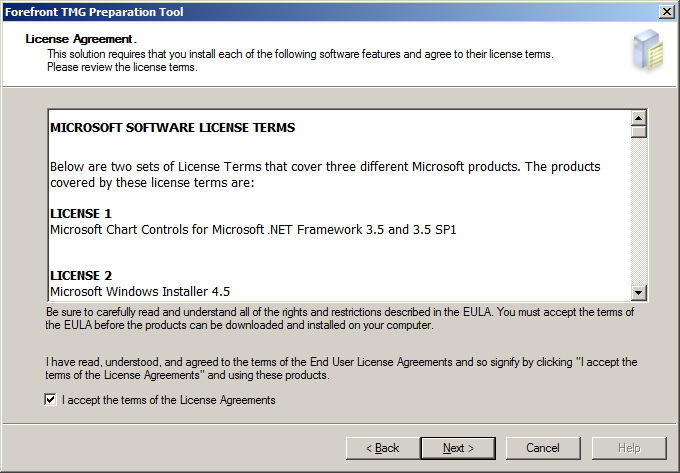 Forefront TMG Preparation Tool
License Agreement.
This solution requires that you install each of the following software features and agree to their license terms.
Please review the license terms.
MICROSOFT SOFTWARE LICENSE TERMS
Below are two sets of License Terms that cover three different Microsoft products. The products
covered by these license terms are:
LICENSE 1
Microsoft Chart Controls for Microsoft .NET Framework 3.5 and 3.5 SP1
LICENSE 2
Microsoft Windows Installer 4.5
Be sure to carefully read and understand all of the rights and restrictions described in the EULA. You must accept the terms of
the EULA before the products can be downloaded and installed on your computer.
I have read, understood, and agreed to the terms of the End User License Agreements and so signify by clicking "I accept the
terms of the License Agreements" and using these products.
I accept the terms of the License Agreements
< Back Next > Cancel Help